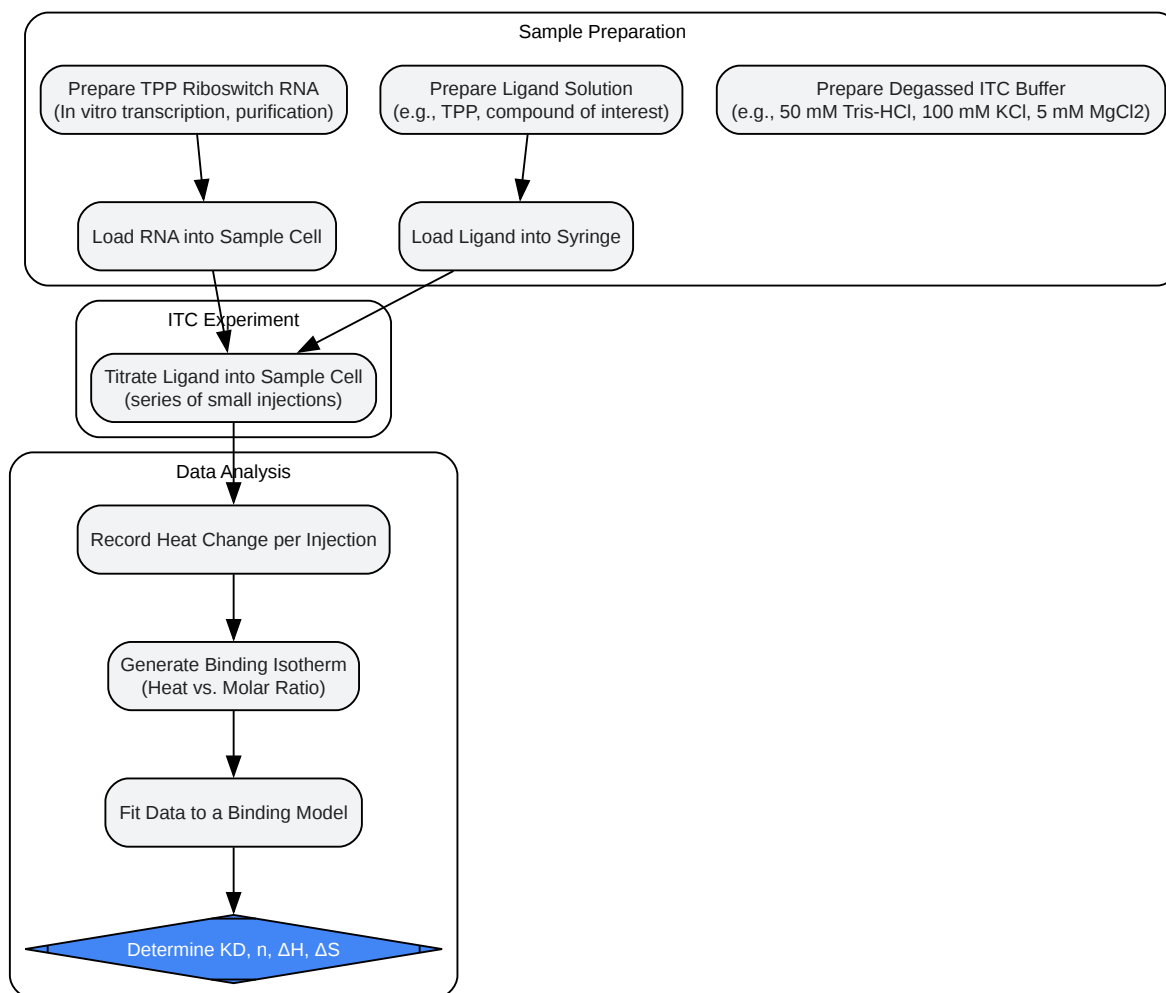 Sample Preparation
Prepare TPP Riboswitch RNA
(In vitro transcription, purification)
Prepare Ligand Solution
(e.g., TPP, compound of interest)
Prepare Degassed ITC Buffer
(e.g., 50 mM Tris-HCl, 100 mM KCl, 5 mM MgCl2)
Load RNA into Sample Cell
Load Ligand into Syringe
ITC Experiment
Titrate Ligand into Sample Cell
(series of small injections)
Data Analysis
Record Heat Change per Injection
Generate Binding Isotherm
(Heat vs. Molar Ratio)
Fit Data to a Binding Model
Determine KD, n, ΔH, ΔS